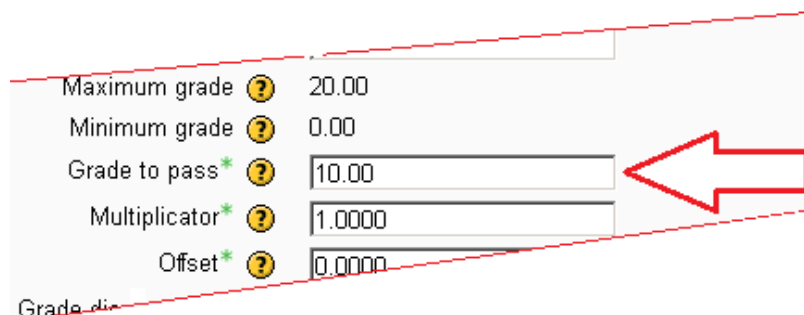 Maximum grade ? 20.00
Minimum grade ? 0.00
Grade to pass* ? 10.00
Multiplicator* ? 1.0000
Offset* ? 0.0000
Grade